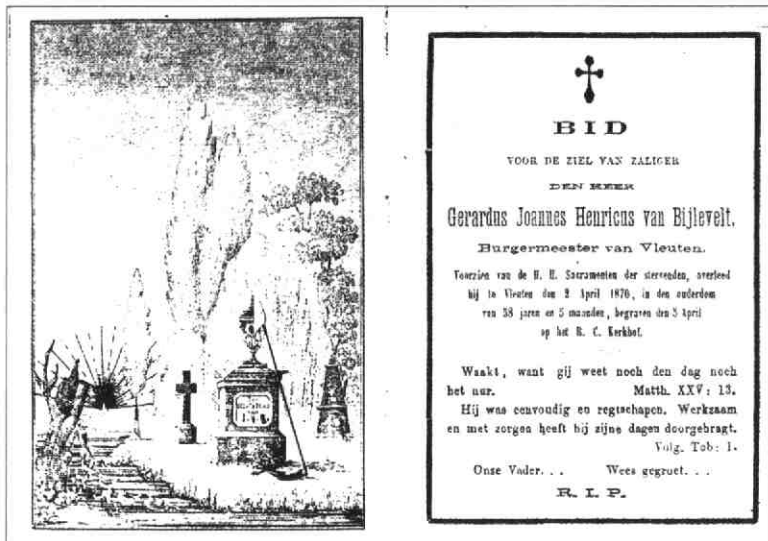 BID
VOOR DE ZIEL VAN ZALIGER
DEN HEER
Gerardus Joannes Henricus van Bijlevelt,
Burgermeester van Vleuten.
Voorzien van de H. H. Sacramenten der stervenden, overleed
hij te Vleuten den 2 April 1870, in den ouderdom
van 38 jaren en 5 maanden, begraven den 5 April
op het R. C. Kerkhof.
Waakt, want gij weet noch den dag noch
het uur. Matth. XXV: 13.
Hij was eenvoudig en regtschapen. Werkzaam
en met zorgen heeft hij zijne dagen doorgebragt.
Volg. Tob: I.
Onze Vader. . . Wees gegroet. . .
R. I. P.